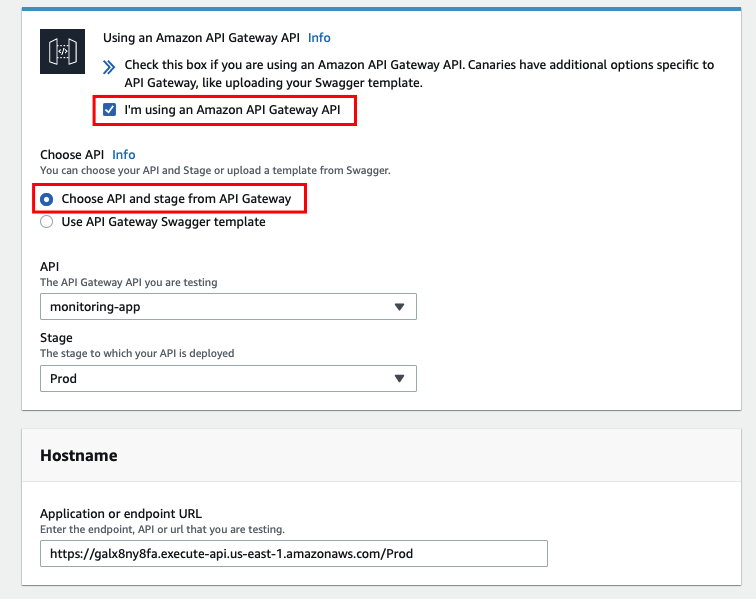 Using an Amazon API Gateway API Info
Check this box if you are using an Amazon API Gateway API. Canaries have additional options specific to
API Gateway, like uploading your Swagger template.
I'm using an Amazon API Gateway API
Choose API Info
You can choose your API and Stage or upload a template from Swagger.
Choose API and stage from API Gateway
Use API Gateway Swagger template
API
The API Gateway API you are testing
monitoring-app
Stage
The stage to which your API is deployed
Prod
Hostname
Application or endpoint URL
Enter the endpoint, API or url that you are testing.
https://galx8ny8fa.execute-api.us-east-1.amazonaws.com/Prod